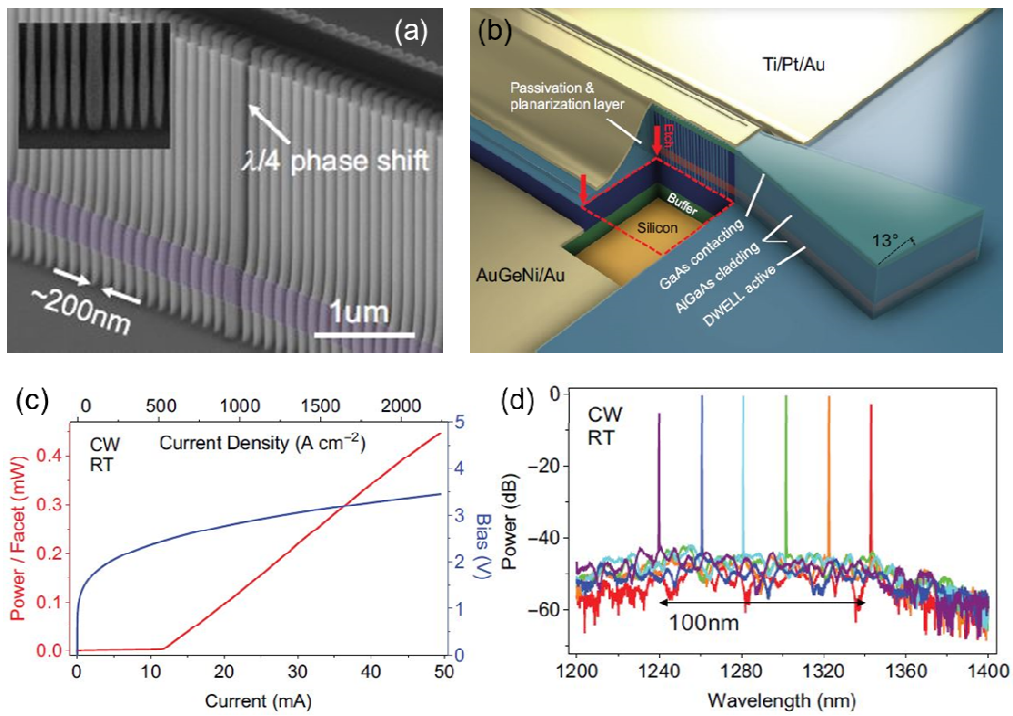 (a)
λ/4 phase shift
~200nm
1um
(b)
Ti/Pt/Au
Passivation &
planarization layer
Etch
Buffer
Silicon
AuGeNi/Au
GaAs contacting
AlGaAs cladding
DWELL active
13°
(c)
0 500 1000 1500 2000
CW
RT
Current Density (A cm⁻²)
Power / Facet (mW)
0.4
0.3
0.2
0.1
0.0
5
4
3
2
1
0
Bias (V)
0 10 20 30 40 50
Current (mA)
(d)
CW
RT
Power (dB)
0
−20
−40
−60
100nm
1200 1240 1280 1320 1360 1400
Wavelength (nm)